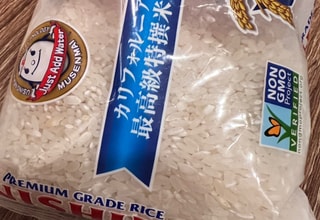 Just Add Water
MUSENMAI
カリフォルニア
最高級特撰米
NON
GMO
Project
VERIFIED
PREMIUM GRADE RICE